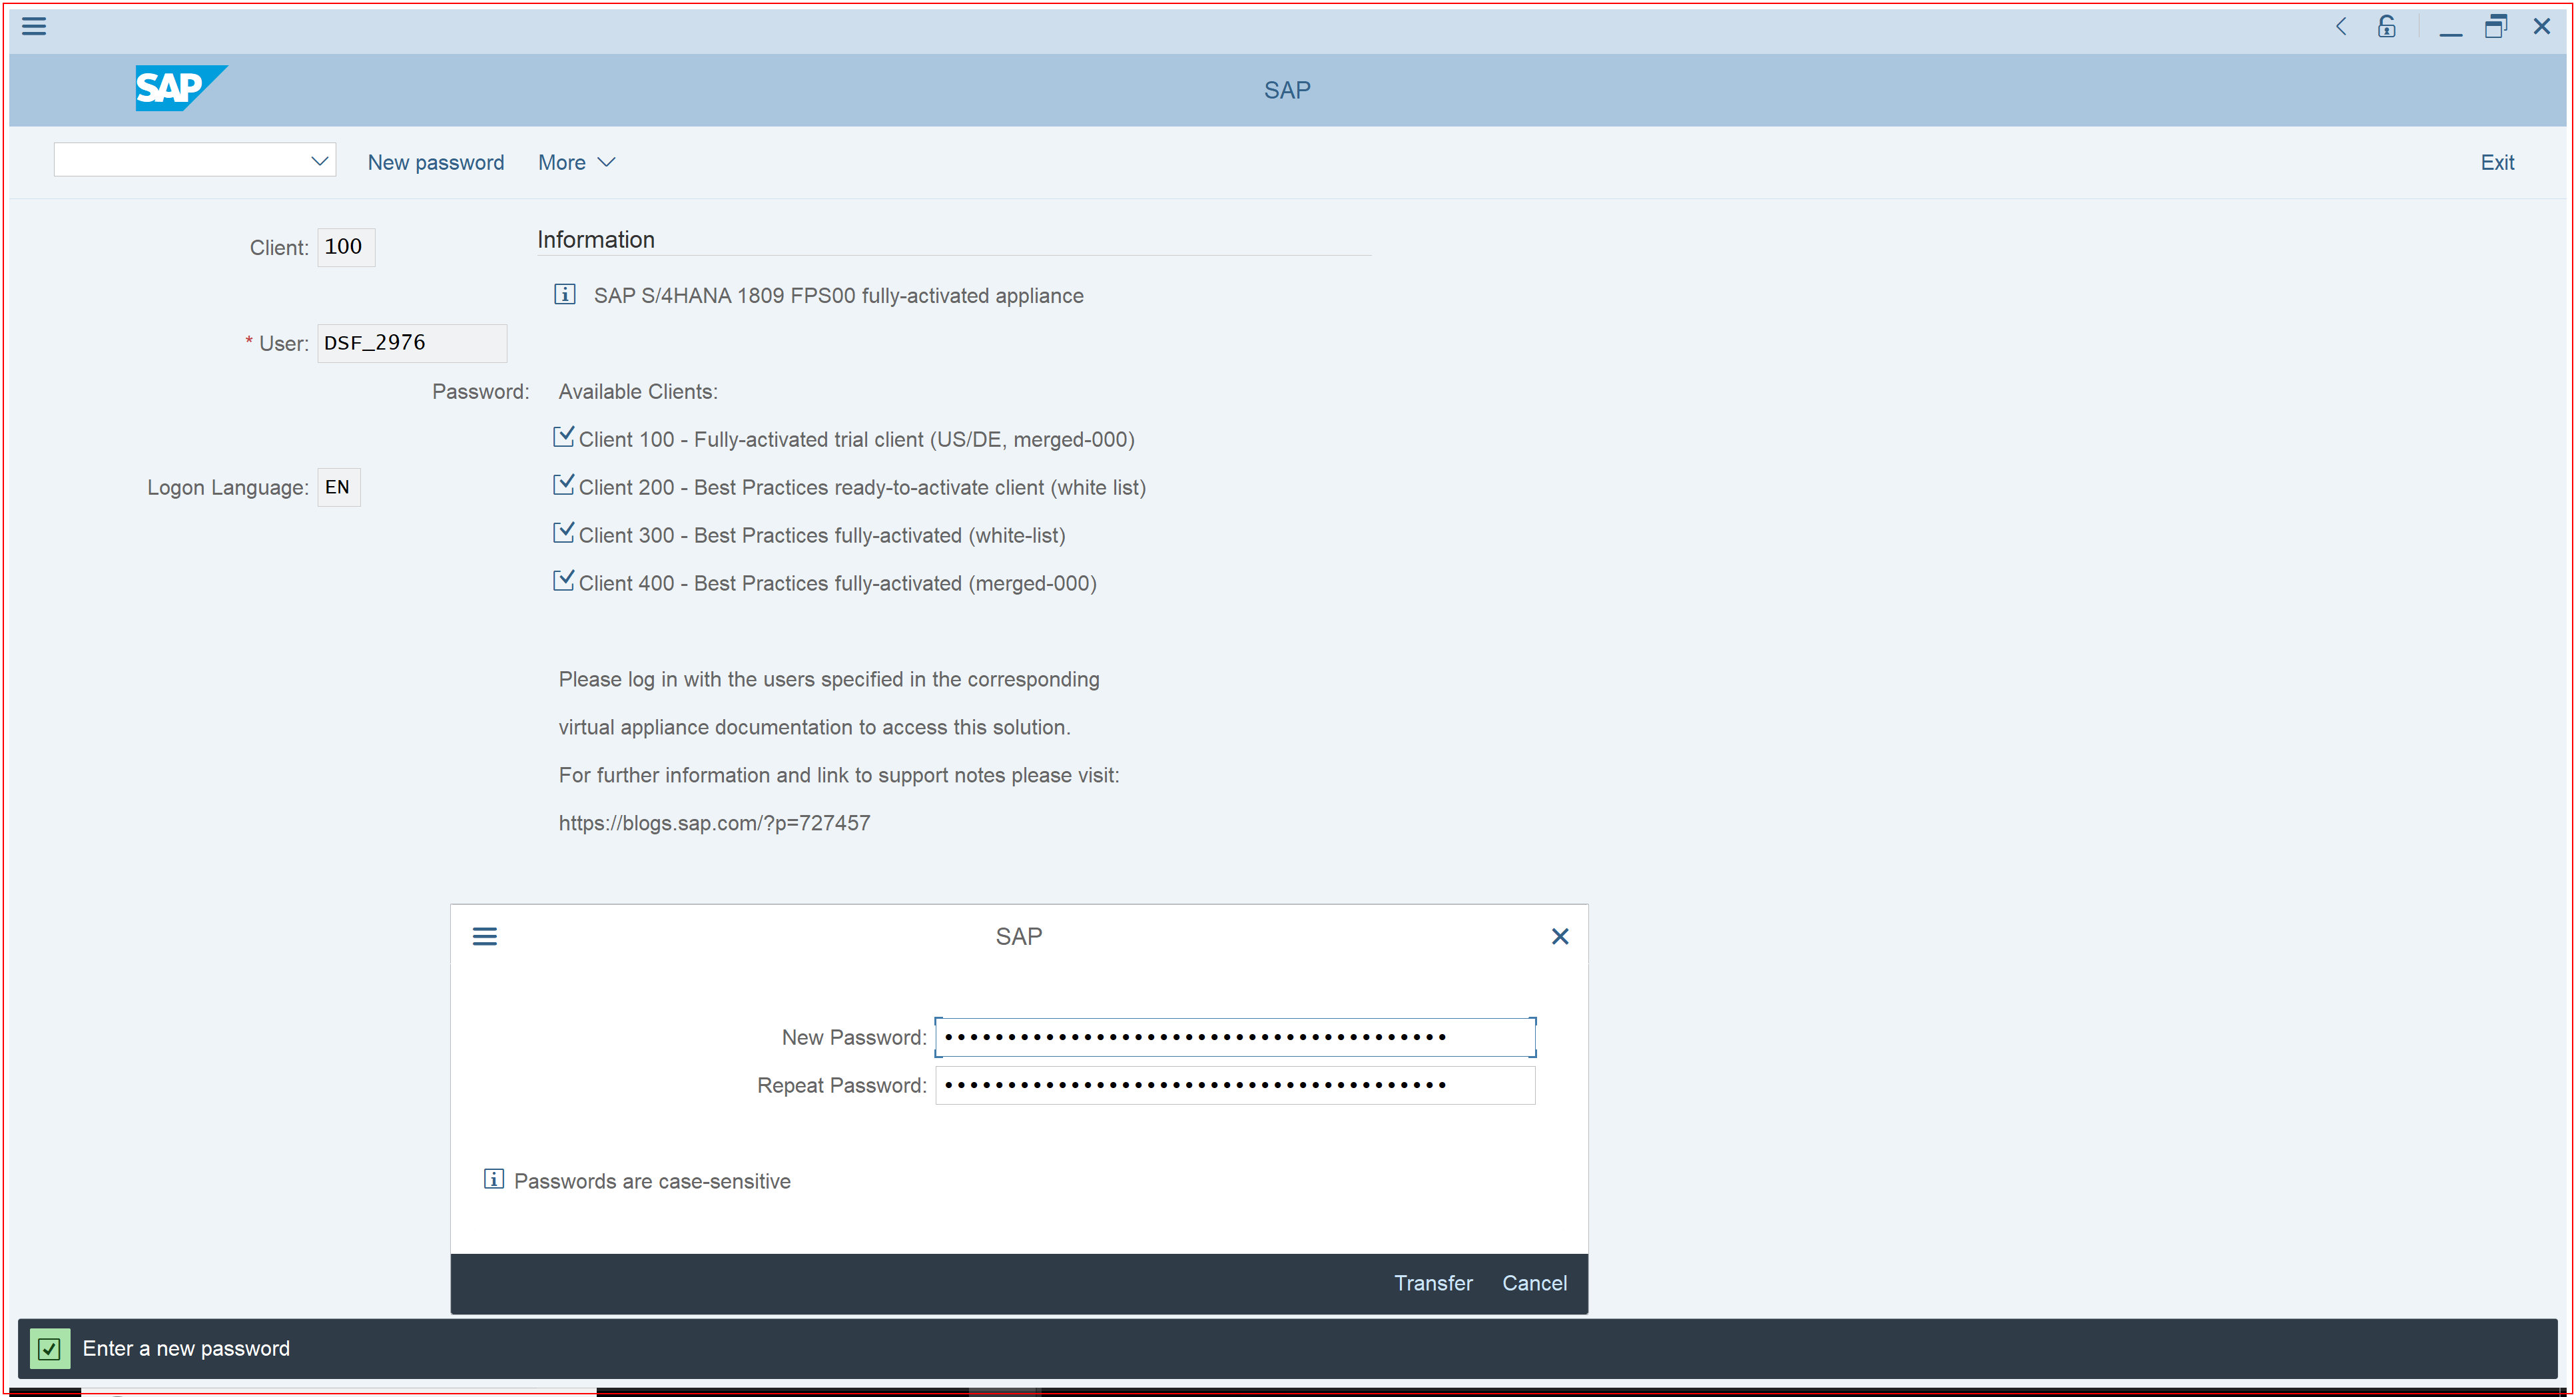 SAP
SAP
New password More
Exit
Client: 100
Information
SAP S/4HANA 1809 FPS00 fully-activated appliance
* User: DSF_2976
Password: Available Clients:
Client 100 - Fully-activated trial client (US/DE, merged-000)
Client 200 - Best Practices ready-to-activate client (white list)
Logon Language: EN
Client 300 - Best Practices fully-activated (white-list)
Client 400 - Best Practices fully-activated (merged-000)
Please log in with the users specified in the corresponding
virtual appliance documentation to access this solution.
For further information and link to support notes please visit:
https://blogs.sap.com/?p=727457
SAP
New Password:
Repeat Password:
Passwords are case-sensitive
Transfer Cancel
Enter a new password